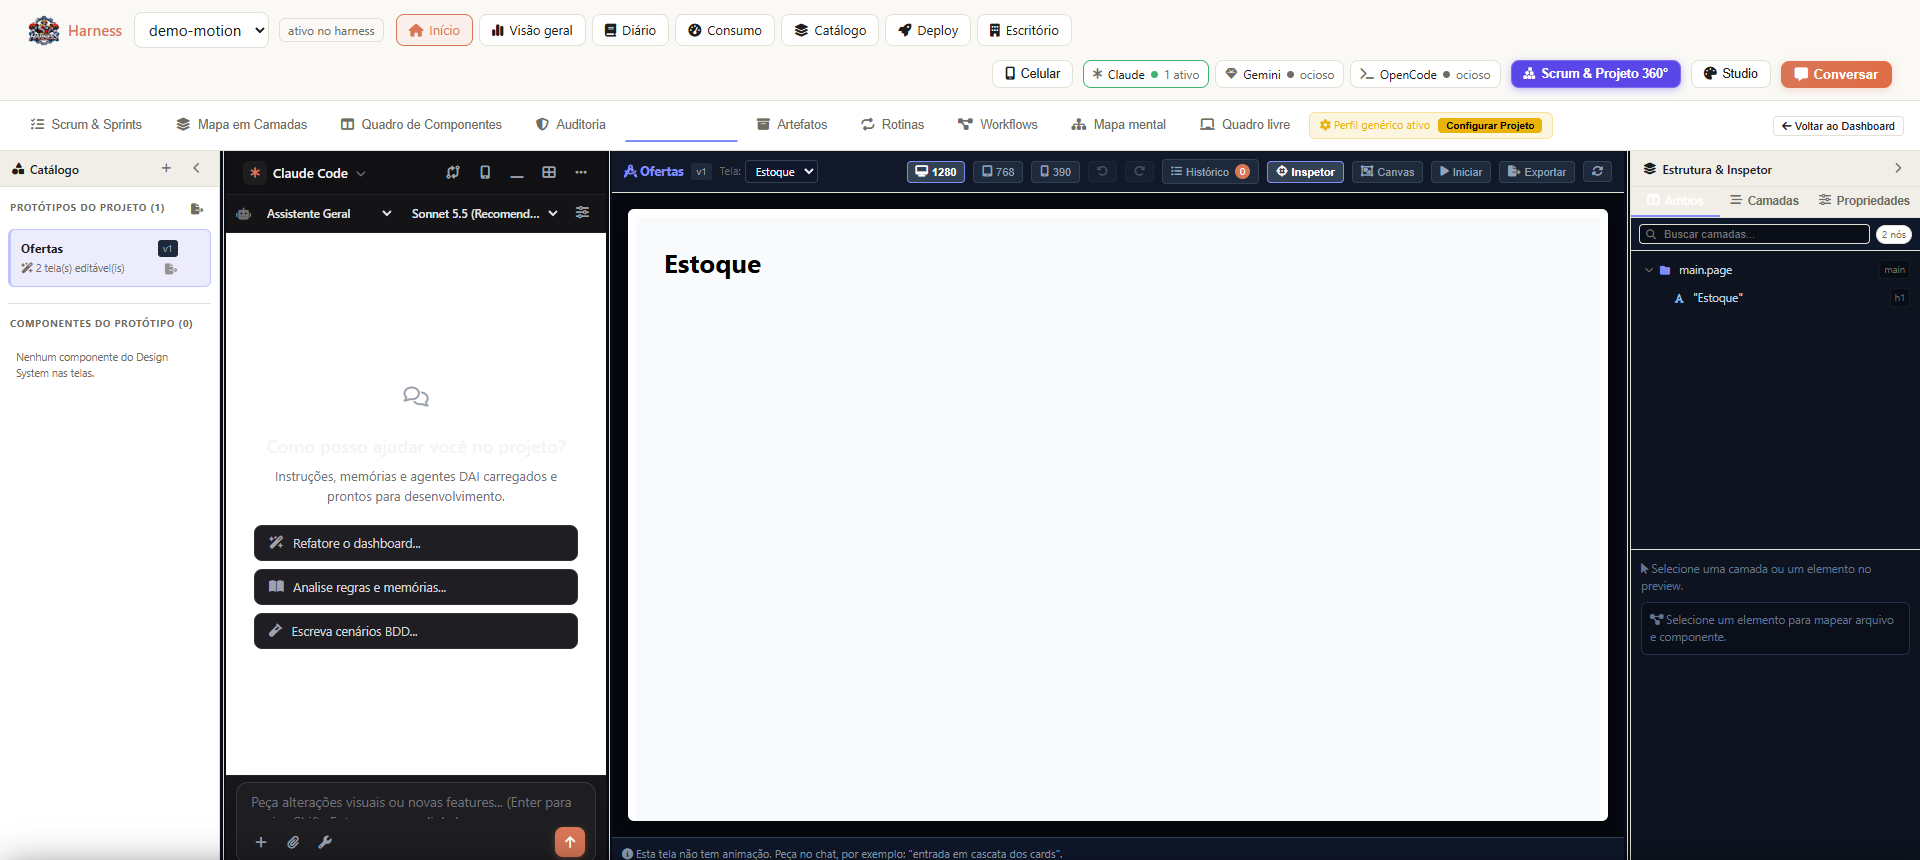 Harness
demo-motion
ativo no harness
Início
Visão geral
Diário
Consumo
Catálogo
Deploy
Escritório
Celular
Claude ● 1 ativo
Gemini ● ocioso
OpenCode ● ocioso
Scrum & Projeto 360°
Studio
Conversar
Scrum & Sprints
Mapa em Camadas
Quadro de Componentes
Auditoria
Artefatos
Rotinas
Workflows
Mapa mental
Quadro livre
Perfil genérico ativo
Configurar Projeto
Voltar ao Dashboard
Catálogo
PROTÓTIPOS DO PROJETO (1)
Ofertas
v1
2 tela(s) editável(is)
COMPONENTES DO PROTÓTIPO (0)
Nenhum componente do Design
System nas telas.
Claude Code
Assistente Geral
Sonnet 5.5 (Recomend...
Como posso ajudar você no projeto?
Instruções, memórias e agentes DAI carregados e
prontos para desenvolvimento.
Refatore o dashboard...
Analise regras e memórias...
Escreva cenários BDD...
Peça alterações visuais ou novas features... (Enter para
Ofertas
v1
Tela:
Estoque
1280
768
390
Histórico
0
Inspetor
Canvas
Iniciar
Exportar
Estoque
Esta tela não tem animação. Peça no chat, por exemplo: "entrada em cascata dos cards".
Estrutura & Inspetor
Ambos
Camadas
Propriedades
Buscar camadas...
2 nós
main.page
main
"Estoque"
h1
Selecione uma camada ou um elemento no
preview.
Selecione um elemento para mapear arquivo
e componente.